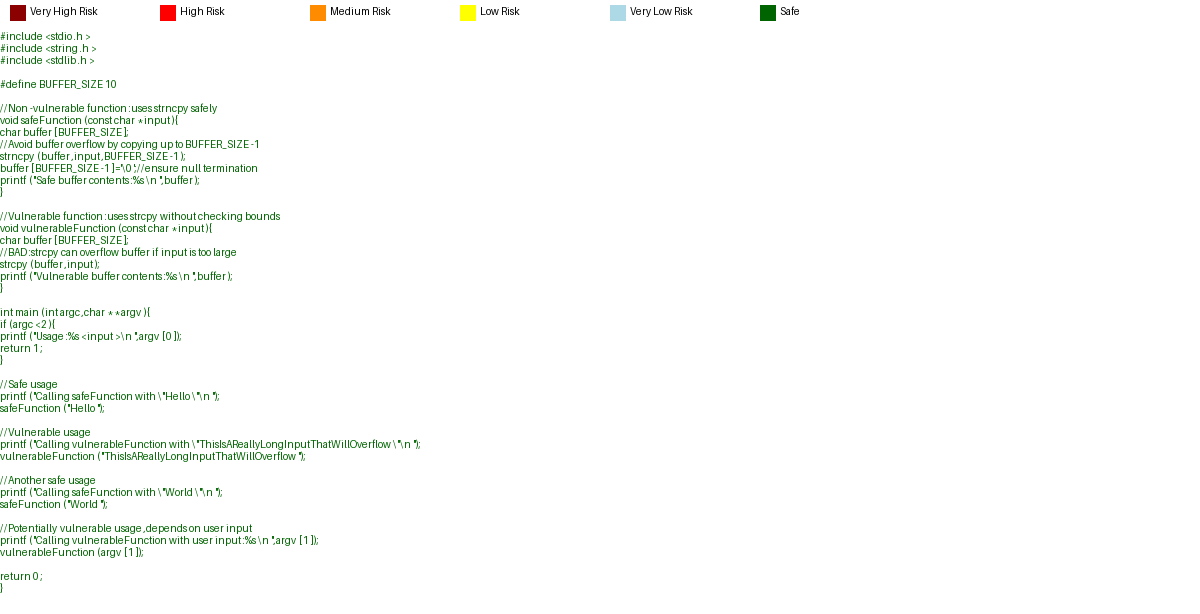 Very High Risk High Risk Medium Risk Low Risk Very Low Risk Safe
#include <stdio.h >
#include <string.h >
#include <stdlib.h >
#define BUFFER_SIZE 10
//Non -vulnerable function :uses strncpy safely
void safeFunction (const char *input ){
char buffer [BUFFER_SIZE ];
//Avoid buffer overflow by copying up to BUFFER_SIZE -1
strncpy (buffer ,input ,BUFFER_SIZE -1 );
buffer [BUFFER_SIZE -1 ]='\0 ';//ensure null termination
printf ("Safe buffer contents :%s \n ",buffer );
}
//Vulnerable function :uses strcpy without checking bounds
void vulnerableFunction (const char *input ){
char buffer [BUFFER_SIZE ];
//BAD :strcpy can overflow buffer if input is too large
strcpy (buffer ,input );
printf ("Vulnerable buffer contents :%s \n ",buffer );
}
int main (int argc ,char * *argv ){
if (argc <2 ){
printf ("Usage :%s <input >\n ",argv [0 ]);
return 1 ;
}
//Safe usage
printf ("Calling safeFunction with \"Hello \"\n ");
safeFunction ("Hello ");
//Vulnerable usage
printf ("Calling vulnerableFunction with \"ThisIsAReallyLongInputThatWillOverflow \"\n ");
vulnerableFunction ("ThisIsAReallyLongInputThatWillOverflow ");
//Another safe usage
printf ("Calling safeFunction with \"World \"\n ");
safeFunction ("World ");
//Potentially vulnerable usage ,depends on user input
printf ("Calling vulnerableFunction with user input :%s \n ",argv [1 ]);
vulnerableFunction (argv [1 ]);
return 0 ;
}